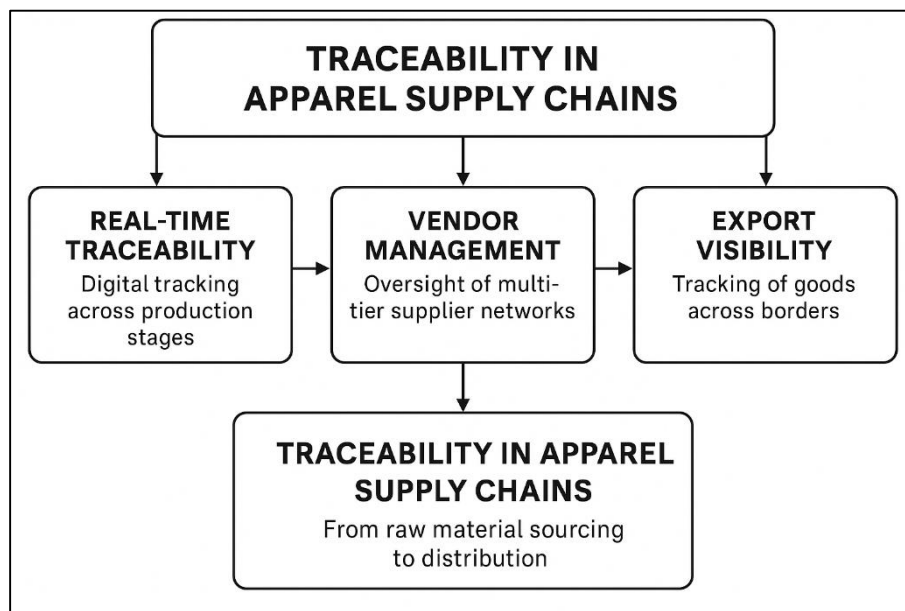 TRACEABILITY IN
APPAREL SUPPLY CHAINS
REAL-TIME
TRACEABILITY
Digital tracking
across production
stages
VENDOR
MANAGEMENT
Oversight of multi-
tier supplier networks
EXPORT
VISIBILITY
Tracking of goods
across borders
TRACEABILITY IN APPAREL
SUPPLY CHAINS
From raw material sourcing
to distribution